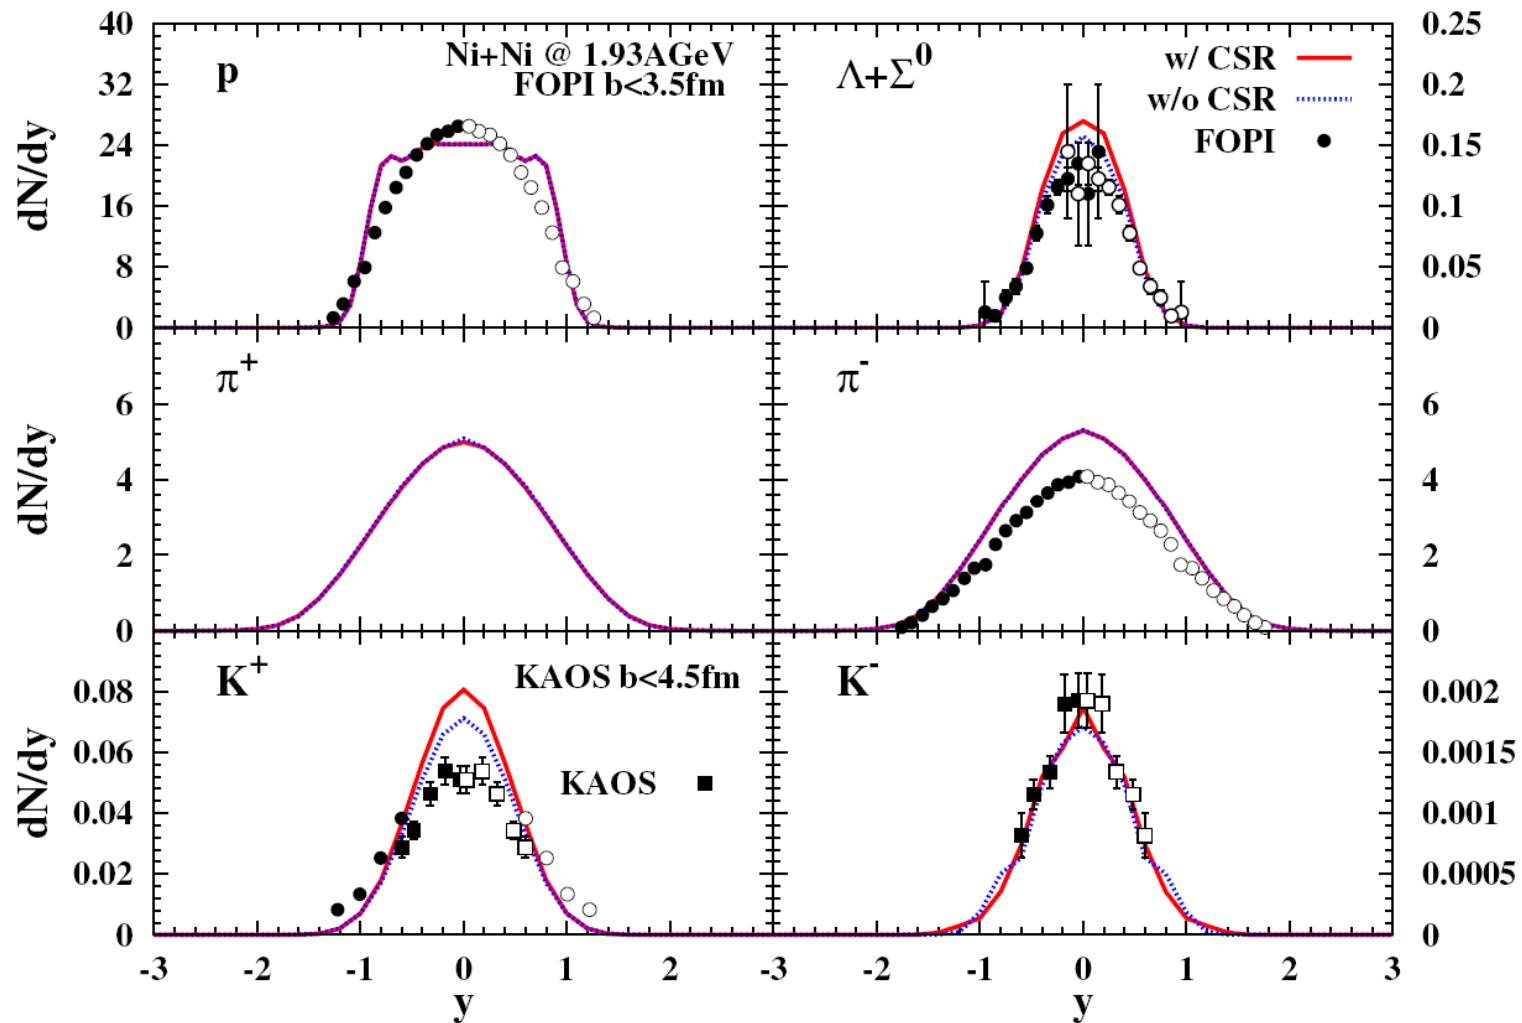 40
32
24
16
8
0
dN/dy
p
Ni+Ni @ 1.93AGeV
FOPI b<3.5fm
Λ+Σ⁰
w/ CSR
w/o CSR
FOPI
0.25
0.2
0.15
0.1
0.05
0
6
4
2
0
dN/dy
π⁺
π⁻
6
4
2
0
0.08
0.06
0.04
0.02
0
dN/dy
K⁺
KAOS b<4.5fm
KAOS
K⁻
0.002
0.0015
0.001
0.0005
0
-3 -2 -1 0 1 2 -3 -2 -1 0 1 2 3
y y